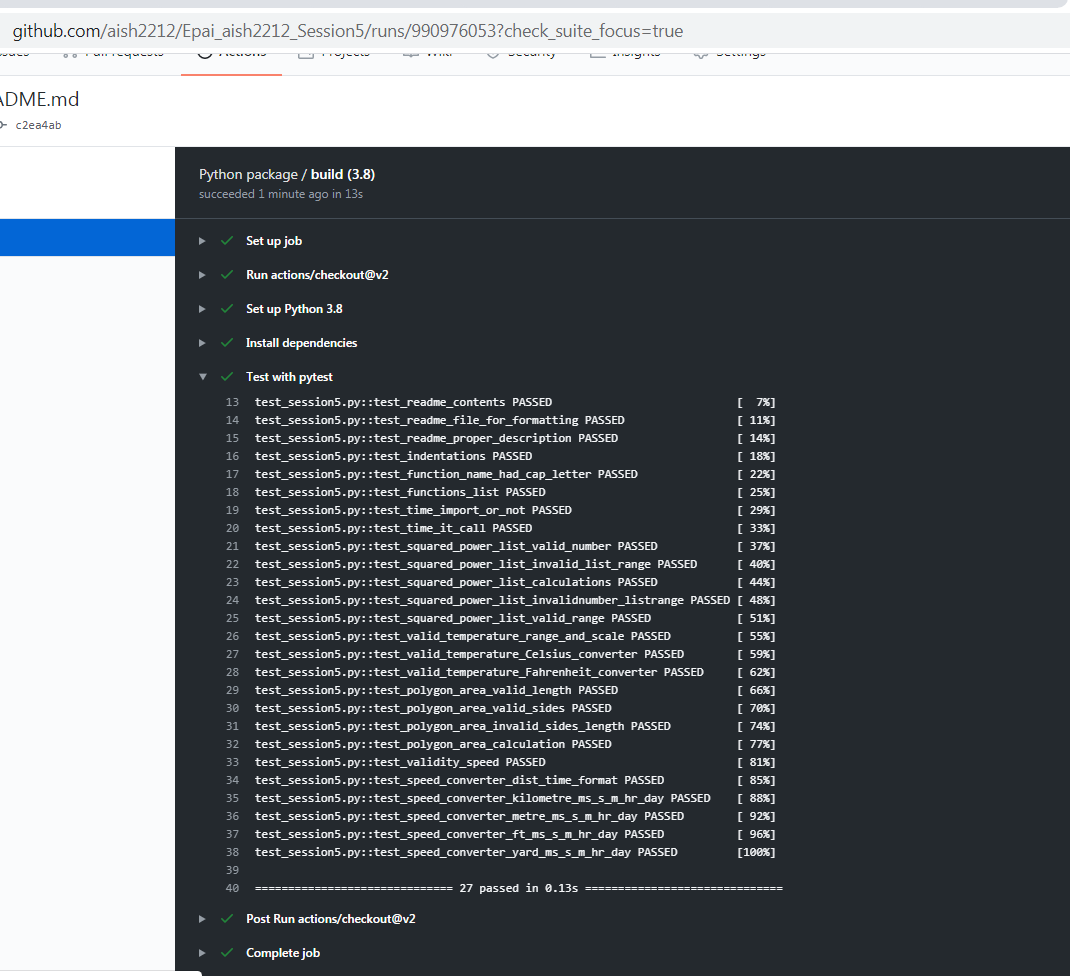 github.com/aish2212/Epai_aish2212_Session5/runs/990976053?check_suite_focus=true
Pull requests Actions Projects Wiki Security Insights Settings
ADME.md
c2ea4ab
Python package / build (3.8)
succeeded 1 minute ago in 13s
Set up job
Run actions/checkout@v2
Set up Python 3.8
Install dependencies
Test with pytest
13 test_session5.py::test_readme_contents PASSED [  7%]
14 test_session5.py::test_readme_file_for_formatting PASSED [ 11%]
15 test_session5.py::test_readme_proper_description PASSED [ 14%]
16 test_session5.py::test_indentations PASSED [ 18%]
17 test_session5.py::test_function_name_had_cap_letter PASSED [ 22%]
18 test_session5.py::test_functions_list PASSED [ 25%]
19 test_session5.py::test_time_import_or_not PASSED [ 29%]
20 test_session5.py::test_time_it_call PASSED [ 33%]
21 test_session5.py::test_squared_power_list_valid_number PASSED [ 37%]
22 test_session5.py::test_squared_power_list_invalid_list_range PASSED [ 40%]
23 test_session5.py::test_squared_power_list_calculations PASSED [ 44%]
24 test_session5.py::test_squared_power_list_invalidnumber_listrange PASSED [ 48%]
25 test_session5.py::test_squared_power_list_valid_range PASSED [ 51%]
26 test_session5.py::test_valid_temperature_range_and_scale PASSED [ 55%]
27 test_session5.py::test_valid_temperature_Celsius_converter PASSED [ 59%]
28 test_session5.py::test_valid_temperature_Fahrenheit_converter PASSED [ 62%]
29 test_session5.py::test_polygon_area_valid_length PASSED [ 66%]
30 test_session5.py::test_polygon_area_valid_sides PASSED [ 70%]
31 test_session5.py::test_polygon_area_invalid_sides_length PASSED [ 74%]
32 test_session5.py::test_polygon_area_calculation PASSED [ 77%]
33 test_session5.py::test_validity_speed PASSED [ 81%]
34 test_session5.py::test_speed_converter_dist_time_format PASSED [ 85%]
35 test_session5.py::test_speed_converter_kilometre_ms_s_m_hr_day PASSED [ 88%]
36 test_session5.py::test_speed_converter_metre_ms_s_m_hr_day PASSED [ 92%]
37 test_session5.py::test_speed_converter_ft_ms_s_m_hr_day PASSED [ 96%]
38 test_session5.py::test_speed_converter_yard_ms_s_m_hr_day PASSED [100%]
39
40 ============================== 27 passed in 0.13s ==============================
Post Run actions/checkout@v2
Complete job